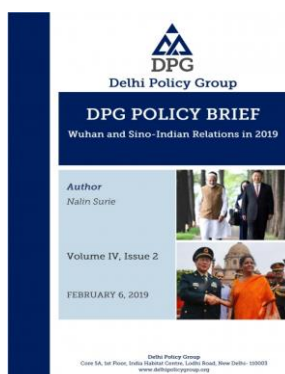 DPG
Delhi Policy Group
DPG POLICY BRIEF
Wuhan and Sino-Indian Relations in 2019
Author
Nalin Surie
Volume IV, Issue 2
FEBRUARY 6, 2019
Delhi Policy Group
Core 5A, 1st Floor, India Habitat Centre, Lodhi Road, New Delhi- 110003
www.delhipolicygroup.org